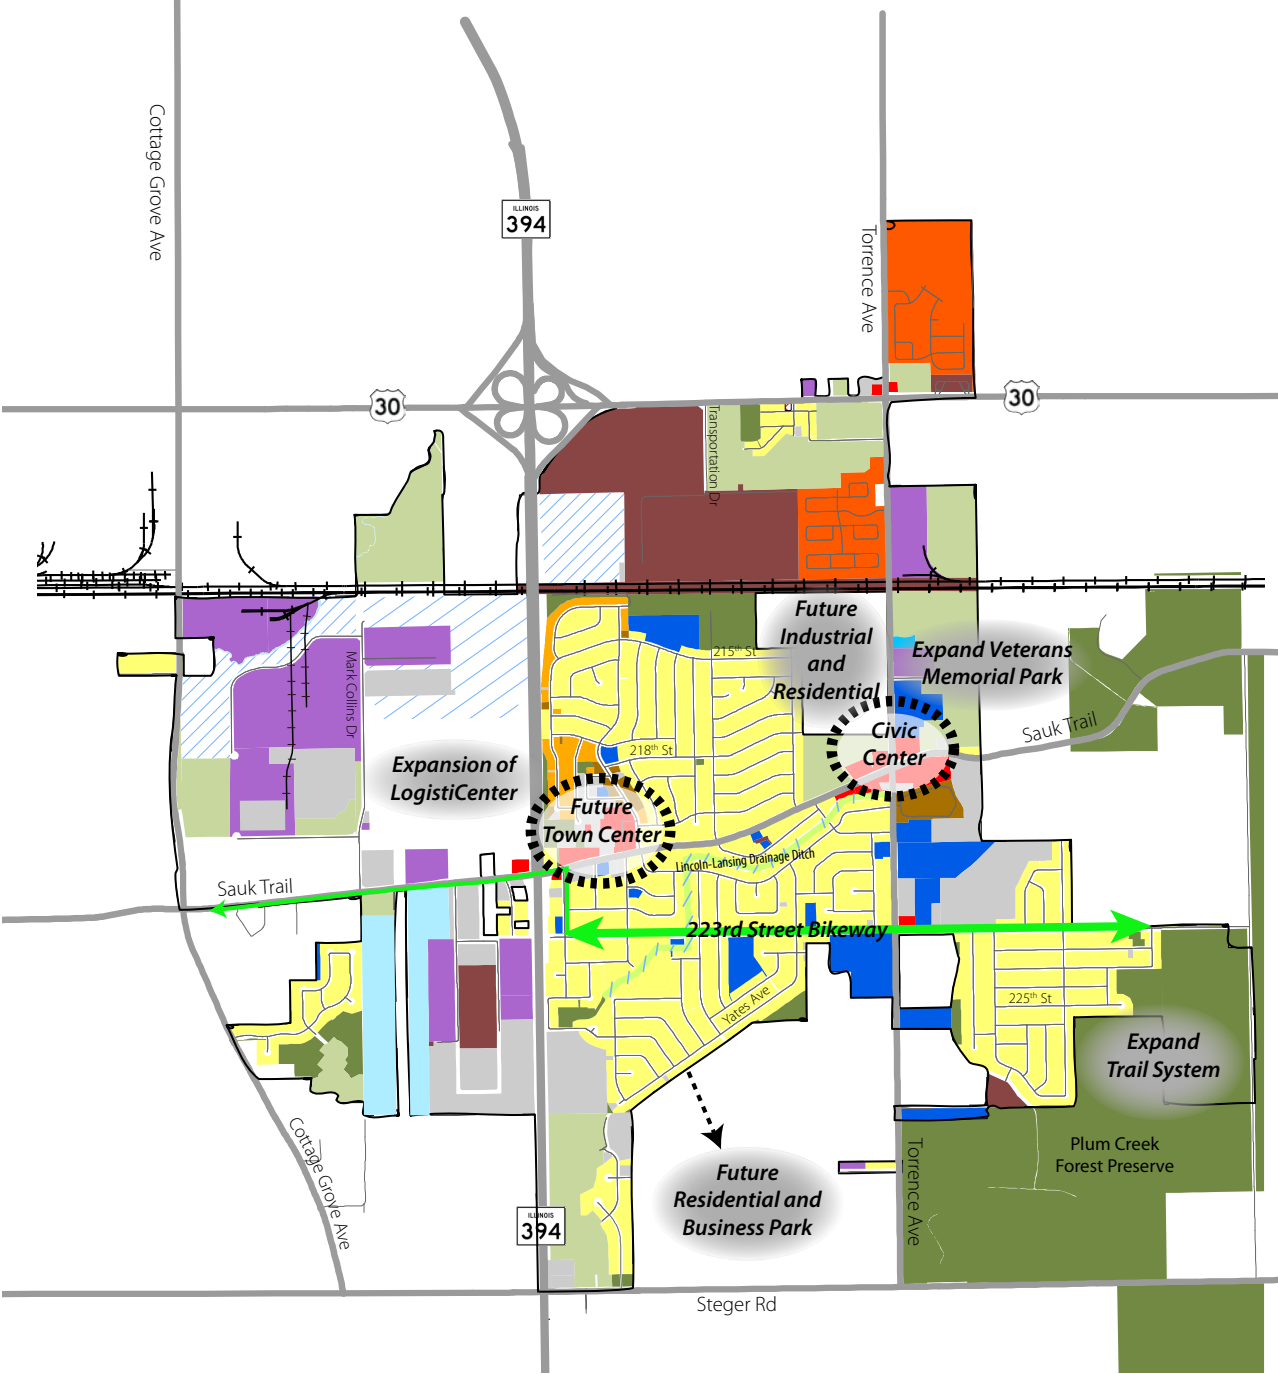 Cottage Grove Ave
ILLINOIS
394
Torrence Ave
30
30
Transportation Dr
Future
Industrial
and
Residential
215th St
Expand Veterans
Memorial Park
Mark Collins Dr
Sauk Trail
Civic
Center
218th St
Expansion of
LogistiCenter
Future
Town Center
Lincoln-Lansing Drainage Ditch
Sauk Trail
223rd Street Bikeway
225th St
Yates Ave
Expand
Trail System
Cottage Grove Ave
Plum Creek
Forest Preserve
Torrence Ave
Future
Residential and
Business Park
ILLINOIS
394
Steger Rd